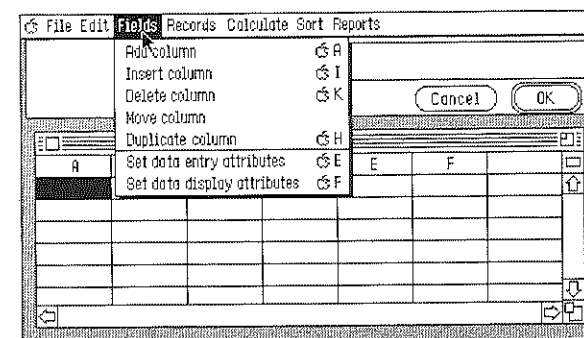 File Edit Fields Records Calculate Sort Reports
Add column A
Insert column I
Delete column K
Move column
Duplicate column H
Set data entry attributes E
Set data display attributes F
Cancel OK
A E F